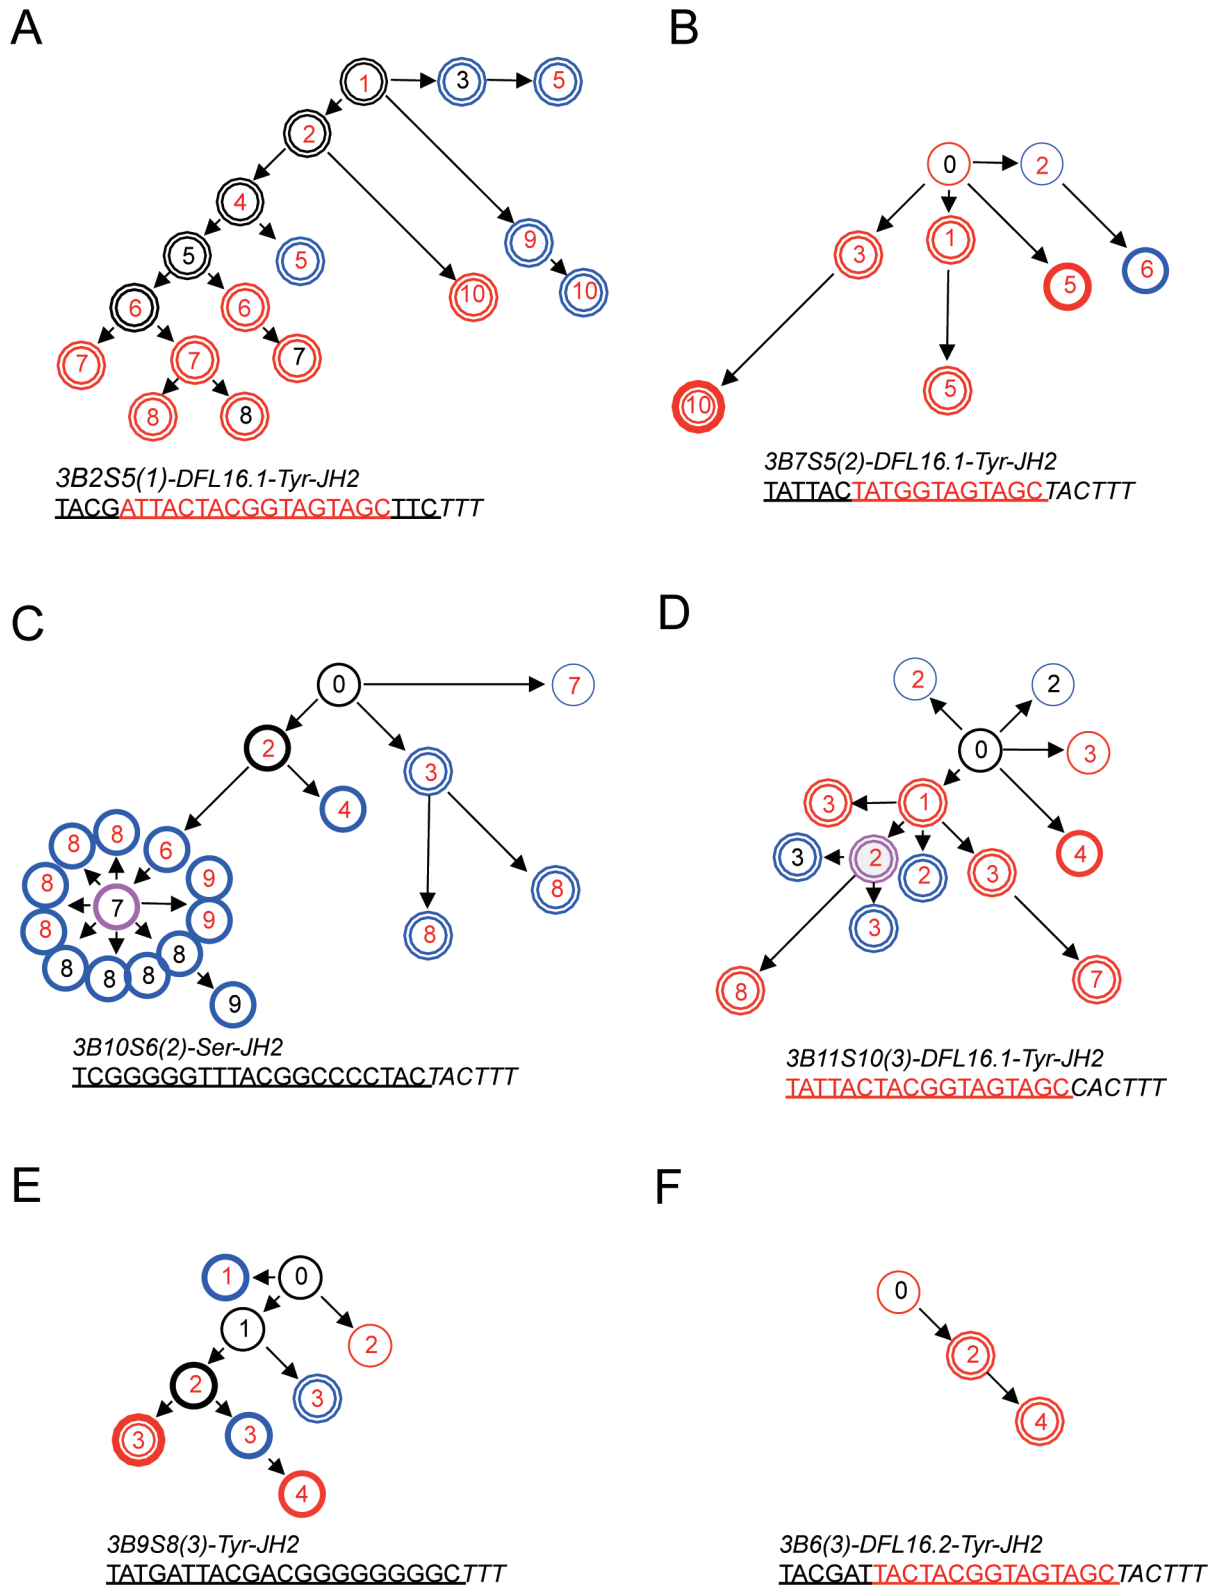 A
B
1 3 5
2
4
5 5
9
10 10
6 6
7 7 7
8 8
3B2S5(1)-DFL16.1-Tyr-JH2
TACGATTACTACGGTAGTAGCTTCTTT
0 2
3 1
5 6
10 5
3B7S5(2)-DFL16.1-Tyr-JH2
TATTACTATGGTAGTAGCTACTTT
C
D
0 7
2 3
4
8 8 6
8 7 9
8 9
8 8 8 8
9
8
8
3B10S6(2)-Ser-JH2
TCGGGGGTTTACGGCCCCTACTACTTT
2 2
0 3
3 1
3 2 2 3 4
3
8 7
3B11S10(3)-DFL16.1-Tyr-JH2
TATTACTACGGTAGTAGCCACTTT
E
F
1 0
1 2
2 3
3 3
4
3B9S8(3)-Tyr-JH2
TATGATTACGACGGGGGGGGCTTT
0
2
4
3B6(3)-DFL16.2-Tyr-JH2
TACGATTACTACGGTAGTAGCTACTTT